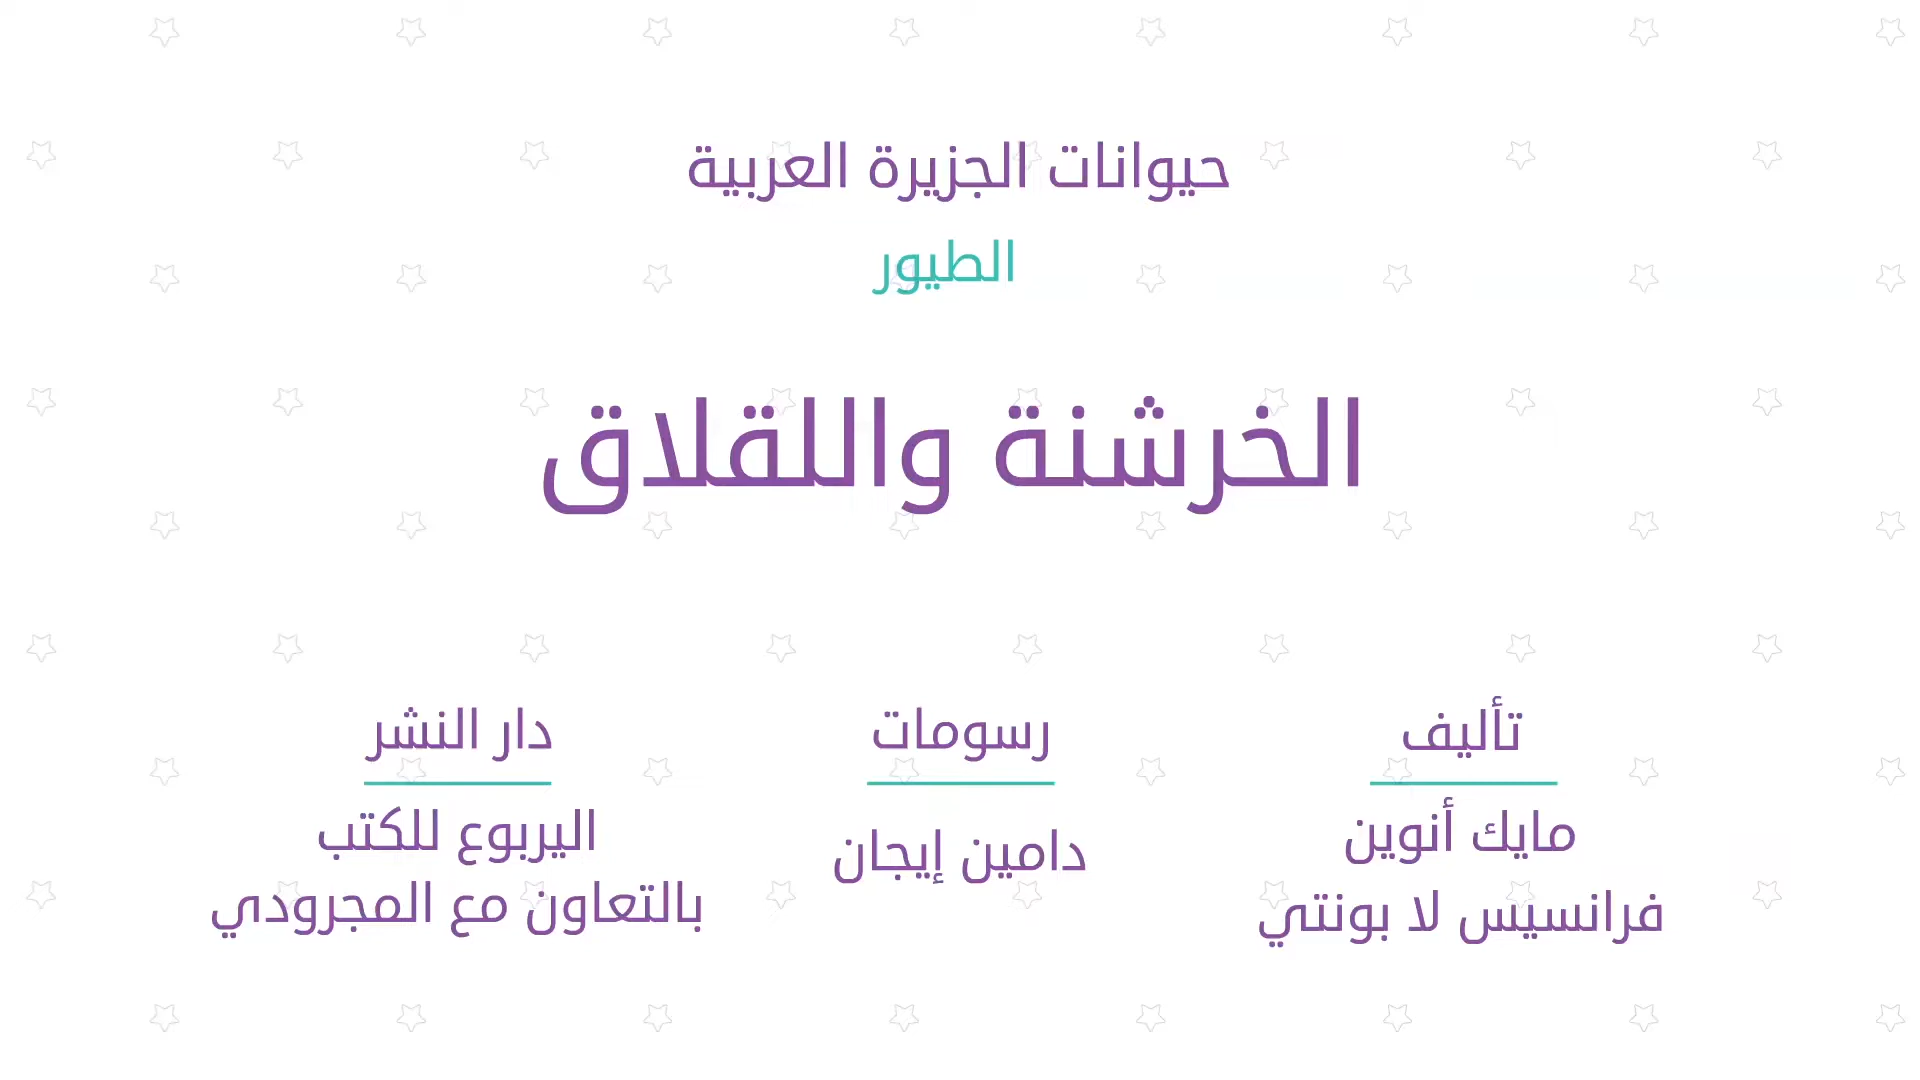 حيوانات الجزيرة العربية
الطيور
الخرشنة واللقلاق
تأليف
مايك أنوين
فرانسيس لا بونتي
رسومات
دامين إيجان
دار النشر
اليربوع للكتب
بالتعاون مع المجرودي